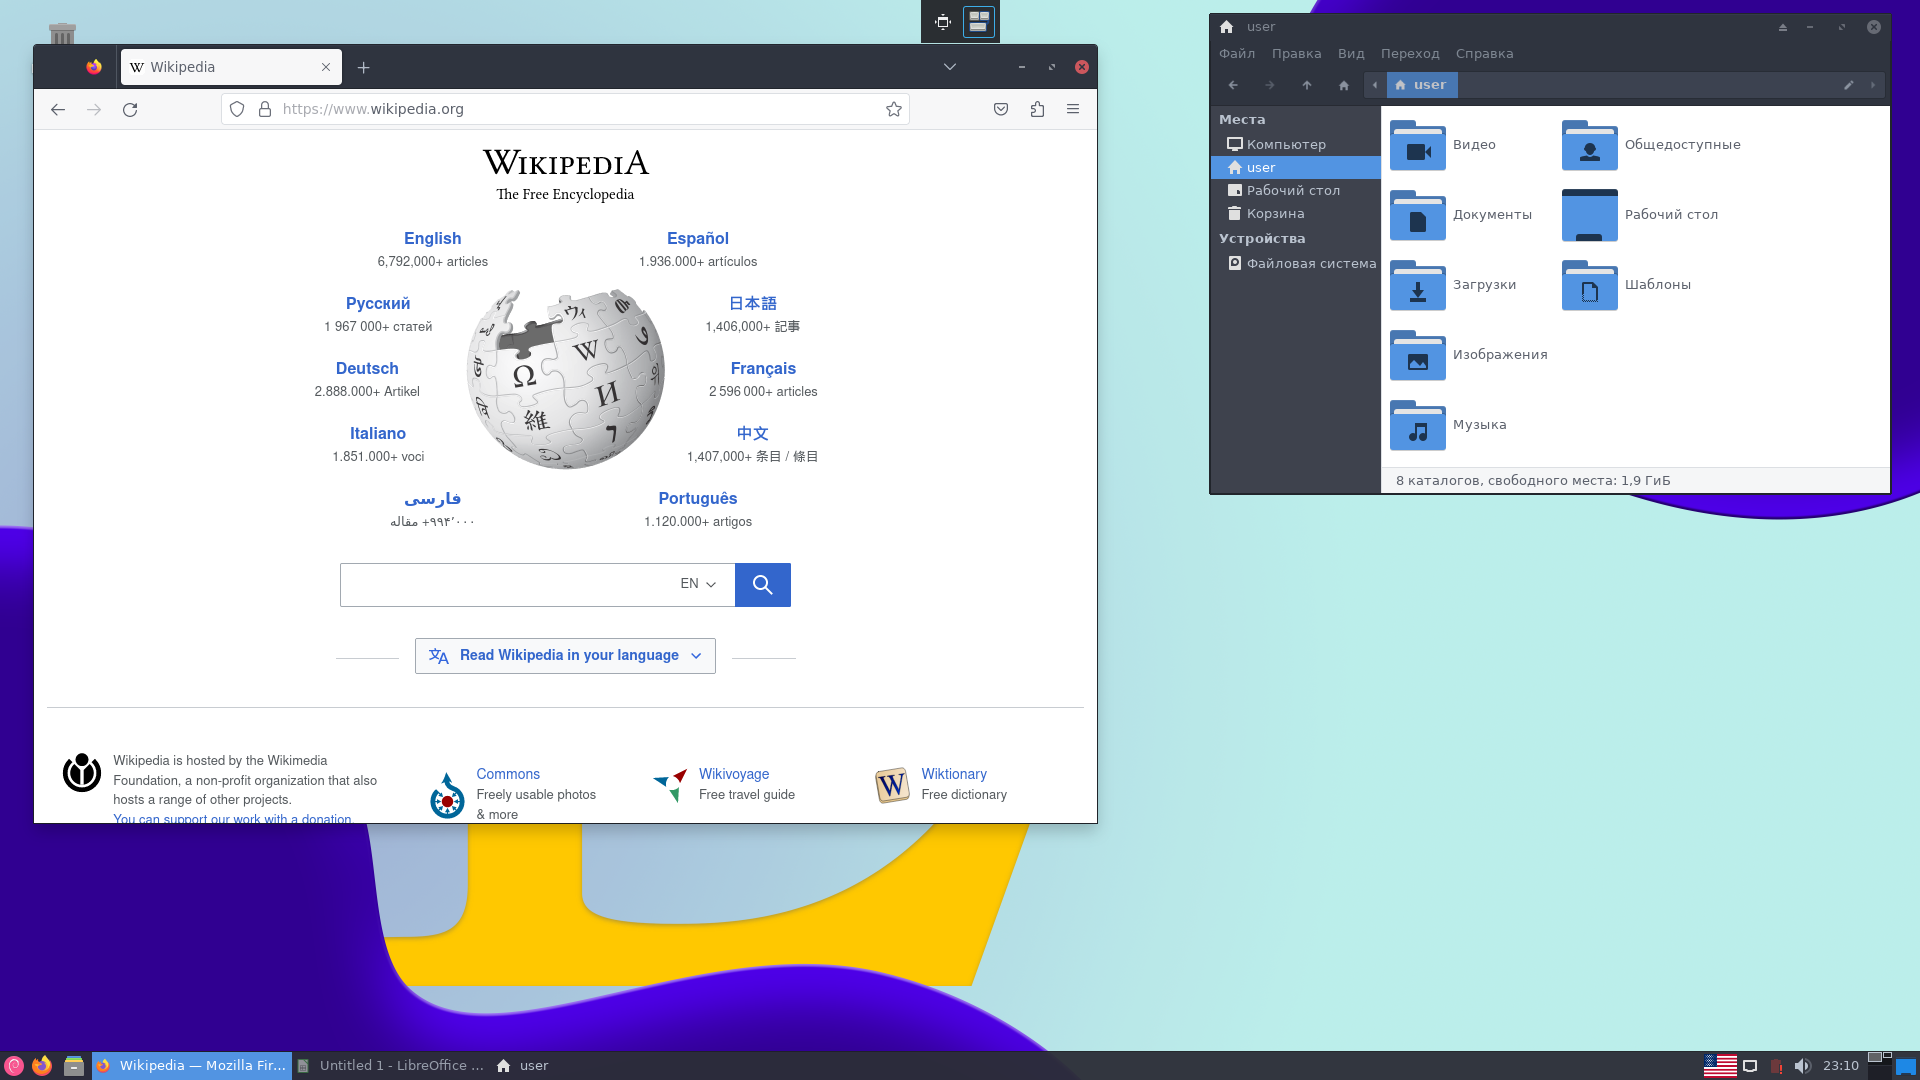 Wikipedia
https://www.wikipedia.org
WIKIPEDIA
The Free Encyclopedia
English
6,792,000+ articles
Español
1.936.000+ artículos
Русский
1 967 000+ статей
日本語
1,406,000+ 記事
Deutsch
2.888.000+ Artikel
Français
2 596 000+ articles
Italiano
1.851.000+ voci
中文
1,407,000+ 条目 / 條目
فارسی
۹۹۴٬۰۰۰+ مقاله
Português
1.120.000+ artigos
EN
Read Wikipedia in your language
Wikipedia is hosted by the Wikimedia
Foundation, a non-profit organization that also
hosts a range of other projects.
You can support our work with a donation.
Commons
Freely usable photos
& more
Wikivoyage
Free travel guide
Wiktionary
Free dictionary
user
Файл Правка Вид Переход Справка
user
Места
Компьютер
user
Рабочий стол
Корзина
Устройства
Файловая система
Видео
Общедоступные
Документы
Рабочий стол
Загрузки
Шаблоны
Изображения
Музыка
8 каталогов, свободного места: 1,9 ГиБ
Wikipedia — Mozilla Fir...
Untitled 1 - LibreOffice ...
user
23:10